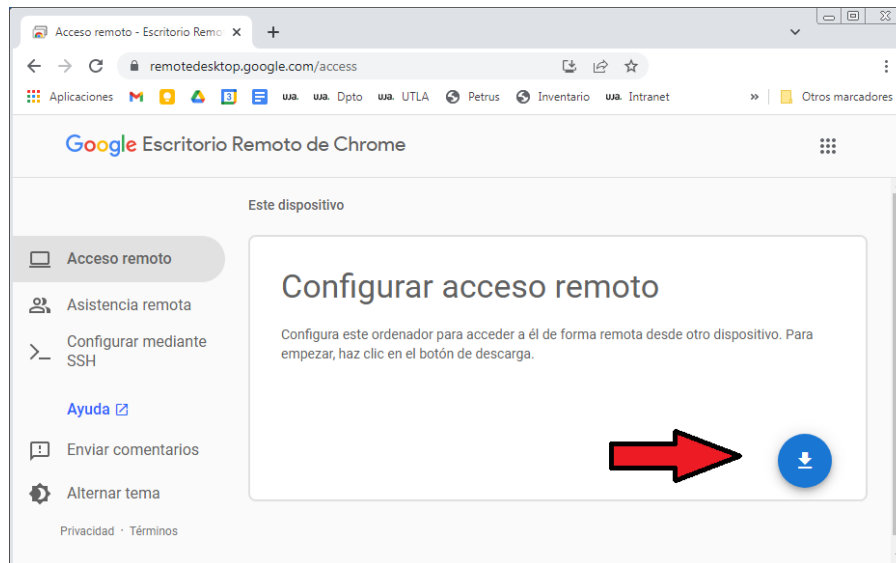 Acceso remoto - Escritorio Remo
remotedesktop.google.com/access
Aplicaciones
Dpto
UTLA
Petrus
Inventario
Intranet
Otros marcadores
Google Escritorio Remoto de Chrome
Este dispositivo
Acceso remoto
Asistencia remota
Configurar mediante
SSH
Ayuda
Enviar comentarios
Alternar tema
Privacidad · Términos
Configurar acceso remoto
Configura este ordenador para acceder a él de forma remota desde otro dispositivo. Para
empezar, haz clic en el botón de descarga.